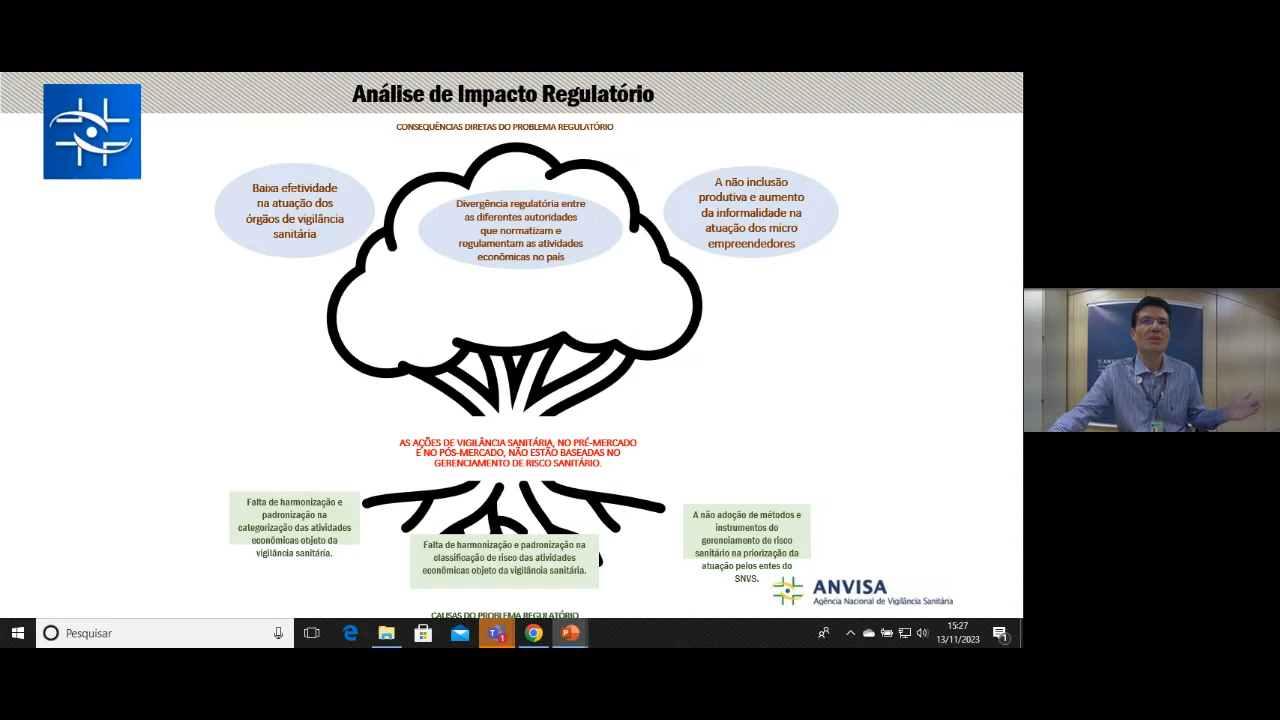 Análise de Impacto Regulatório
CONSEQUÊNCIAS DIRETAS DO PROBLEMA REGULATÓRIO
Baixa efetividade
na atuação dos
órgãos de vigilância
sanitária
Divergência regulatória entre
as diferentes autoridades
que normatizam e
regulamentam as atividades
econômicas no país
A não inclusão
produtiva e aumento
da informalidade na
atuação dos micro
empreendedores
AS AÇÕES DE VIGILÂNCIA SANITÁRIA, NO PRÉ-MERCADO
E NO PÓS-MERCADO, NÃO ESTÃO BASEADAS NO
GERENCIAMENTO DE RISCO SANITÁRIO.
Falta de harmonização e
padronização na
categorização das atividades
econômicas objeto da
vigilância sanitária.
Falta de harmonização e padronização na
classificação de risco das atividades
econômicas objeto da vigilância sanitária.
A não adoção de métodos e
instrumentos do
gerenciamento de risco
sanitário na priorização da
atuação pelos entes do
SNVS.
ANVISA
Agência Nacional de Vigilância Sanitária
CAUSAS DO PROBLEMA REGULATÓRIO
Pesquisar
15:27
13/11/2023